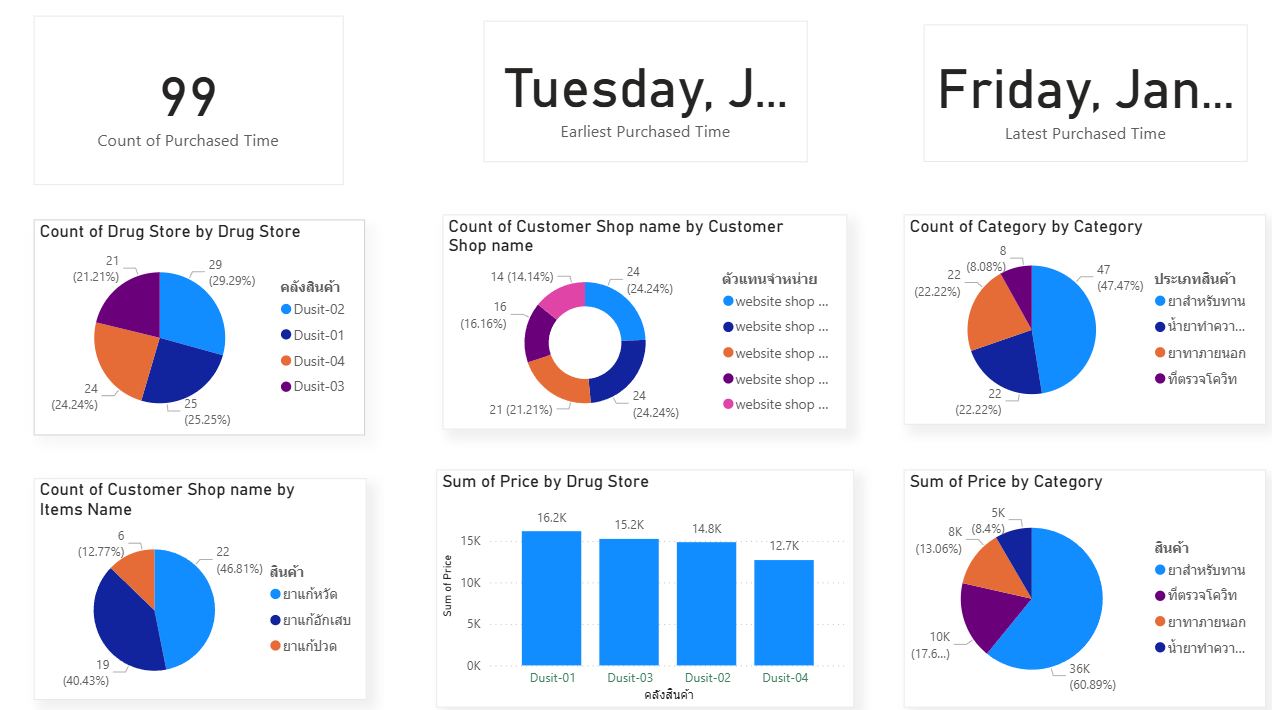 99
Count of Purchased Time
Tuesday, J...
Earliest Purchased Time
Friday, Jan...
Latest Purchased Time
Count of Drug Store by Drug Store
21
(21.21%)
29
(29.29%)
24
(24.24%)
25
(25.25%)
คลังสินค้า
Dusit-02
Dusit-01
Dusit-04
Dusit-03
Count of Customer Shop name by Customer
Shop name
14 (14.14%)
24
(24.24%)
16
(16.16%)
21 (21.21%)
24
(24.24%)
ตัวแทนจำหน่าย
website shop ...
website shop ...
website shop ...
website shop ...
website shop ...
Count of Category by Category
8
(8.08%)
47
(47.47%)
22
(22.22%)
22
(22.22%)
ประเภทสินค้า
ยาสำหรับทาน
น้ำยาทำควา...
ยาทาภายนอก
ที่ตรวจโควิท
Count of Customer Shop name by
Items Name
6
(12.77%)
22
(46.81%)
19
(40.43%)
สินค้า
ยาแก้หวัด
ยาแก้อักเสบ
ยาแก้ปวด
Sum of Price by Drug Store
Sum of Price
15K
10K
5K
0K
16.2K
15.2K
14.8K
12.7K
Dusit-01
Dusit-03
Dusit-02
Dusit-04
คลังสินค้า
Sum of Price by Category
5K
(8.4%)
8K
(13.06%)
10K
(17.6...)
36K
(60.89%)
สินค้า
ยาสำหรับทาน
ที่ตรวจโควิท
ยาทาภายนอก
น้ำยาทำควา...